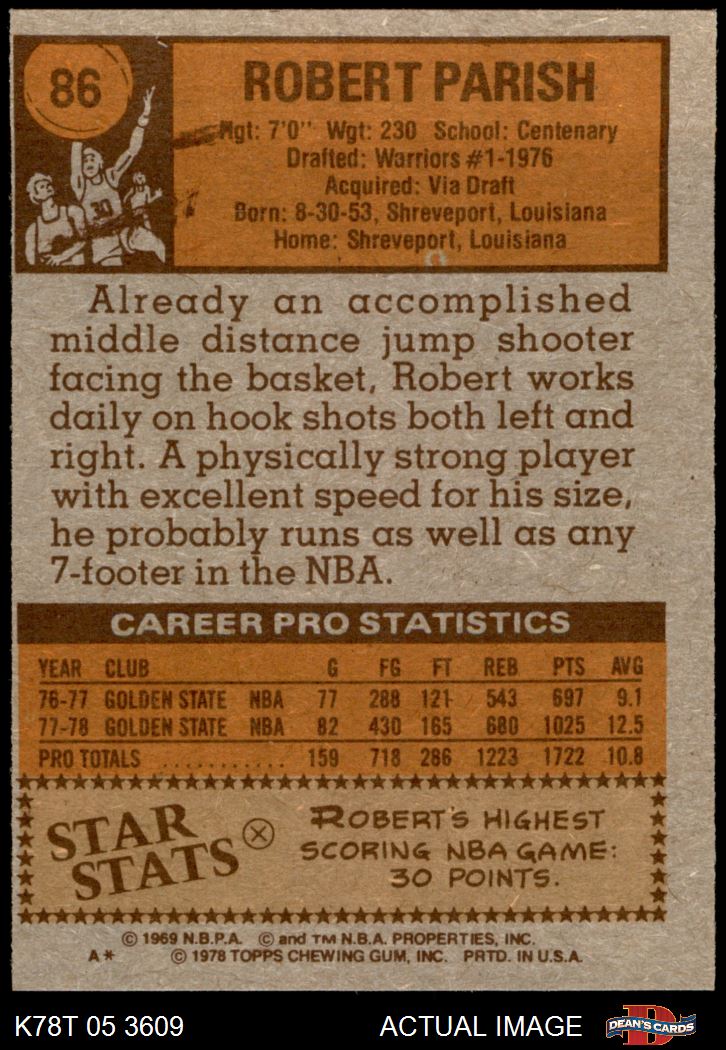 86
ROBERT PARISH
Hgt: 7'0" Wgt: 230 School: Centenary
Drafted: Warriors #1-1976
Acquired: Via Draft
Born: 8-30-53, Shreveport, Louisiana
Home: Shreveport, Louisiana
30
Already an accomplished
middle distance jump shooter
facing the basket, Robert works
daily on hook shots both left and
right. A physically strong player
with excellent speed for his size,
he probably runs as well as any
7-footer in the NBA.
CAREER PRO STATISTICS
YEAR CLUB G FG FT REB PTS AVG
76-77 GOLDEN STATE NBA 77 288 121 543 697 9.1
77-78 GOLDEN STATE NBA 82 430 165 680 1025 12.5
PRO TOTALS ........... 159 718 286 1223 1722 10.8
STAR STATS
ROBERT'S HIGHEST
SCORING NBA GAME:
30 POINTS.
© 1969 N.B.P.A. © and TM N.B.A. PROPERTIES, INC.
A* © 1978 TOPPS CHEWING GUM, INC. PRTD. IN U.S.A.
K78T 05 3609 ACTUAL IMAGE D DEAN'S CARDS